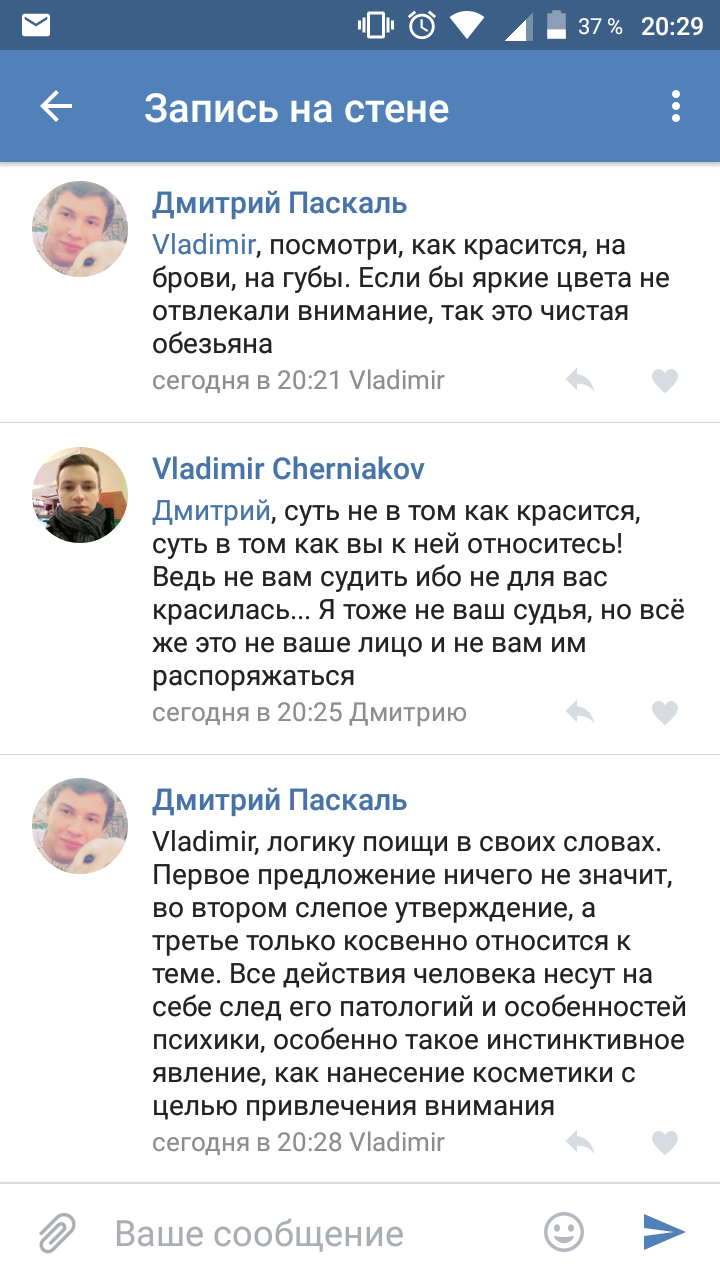 37 % 20:29
Запись на стене
Дмитрий Паскаль
Vladimir, посмотри, как красится, на
брови, на губы. Если бы яркие цвета не
отвлекали внимание, так это чистая
обезьяна
сегодня в 20:21 Vladimir
Vladimir Cherniakov
Дмитрий, суть не в том как красится,
суть в том как вы к ней относитесь!
Ведь не вам судить ибо не для вас
красилась... Я тоже не ваш судья, но всё
же это не ваше лицо и не вам им
распоряжаться
сегодня в 20:25 Дмитрию
Дмитрий Паскаль
Vladimir, логику поищи в своих словах.
Первое предложение ничего не значит,
во втором слепое утверждение, а
третье только косвенно относится к
теме. Все действия человека несут на
себе след его патологий и особенностей
психики, особенно такое инстинктивное
явление, как нанесение косметики с
целью привлечения внимания
сегодня в 20:28 Vladimir
Ваше сообщение